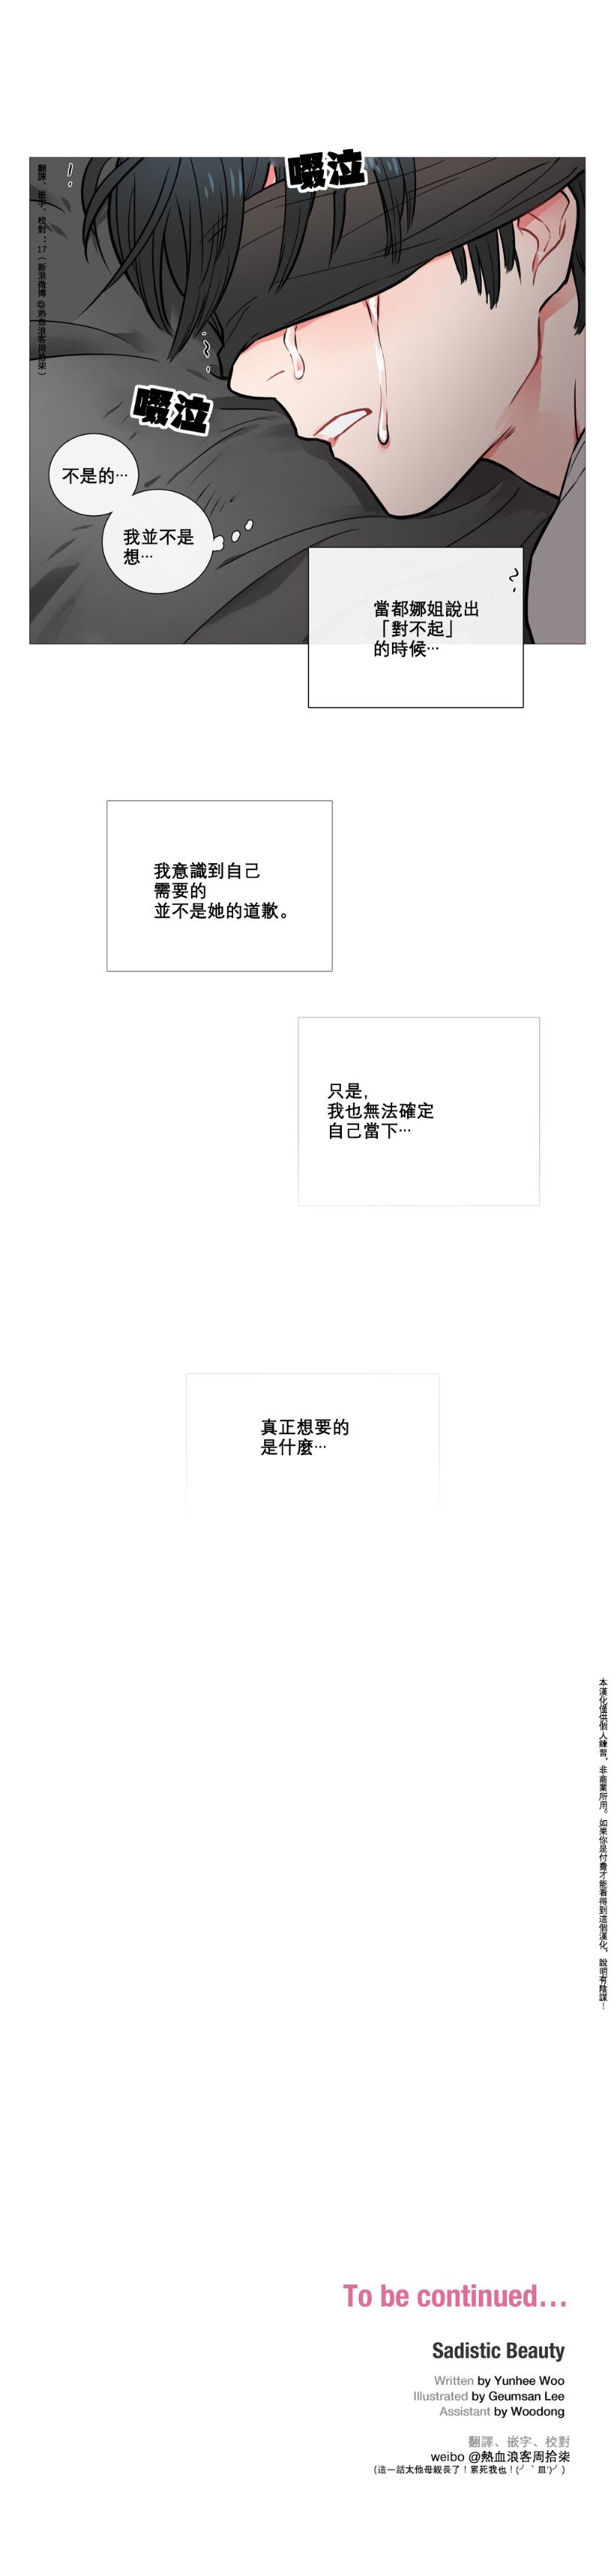 啜泣
翻譯、嵌字、校對：17（新浪微博@热血浪客周拾柒）
啜泣
不是的…
我並不是
想…
當都娜姐說出
「對不起」
的時候…
我意識到自己
需要的
並不是她的道歉。
只是,
我也無法確定
自己當下…
真正想要的
是什麼…
本漢化僅供個人練習，非商業所用。如果你是付費才能看得到這個漢化，說明有陰謀！
To be continued...
Sadistic Beauty
Written by Yunhee Woo
Illustrated by Geumsan Lee
Assistant by Woodong
翻譯、嵌字、校對
weibo @熱血浪客周拾柒
(這一話太他母親長了！累死我也！(╯‵皿′)╯)